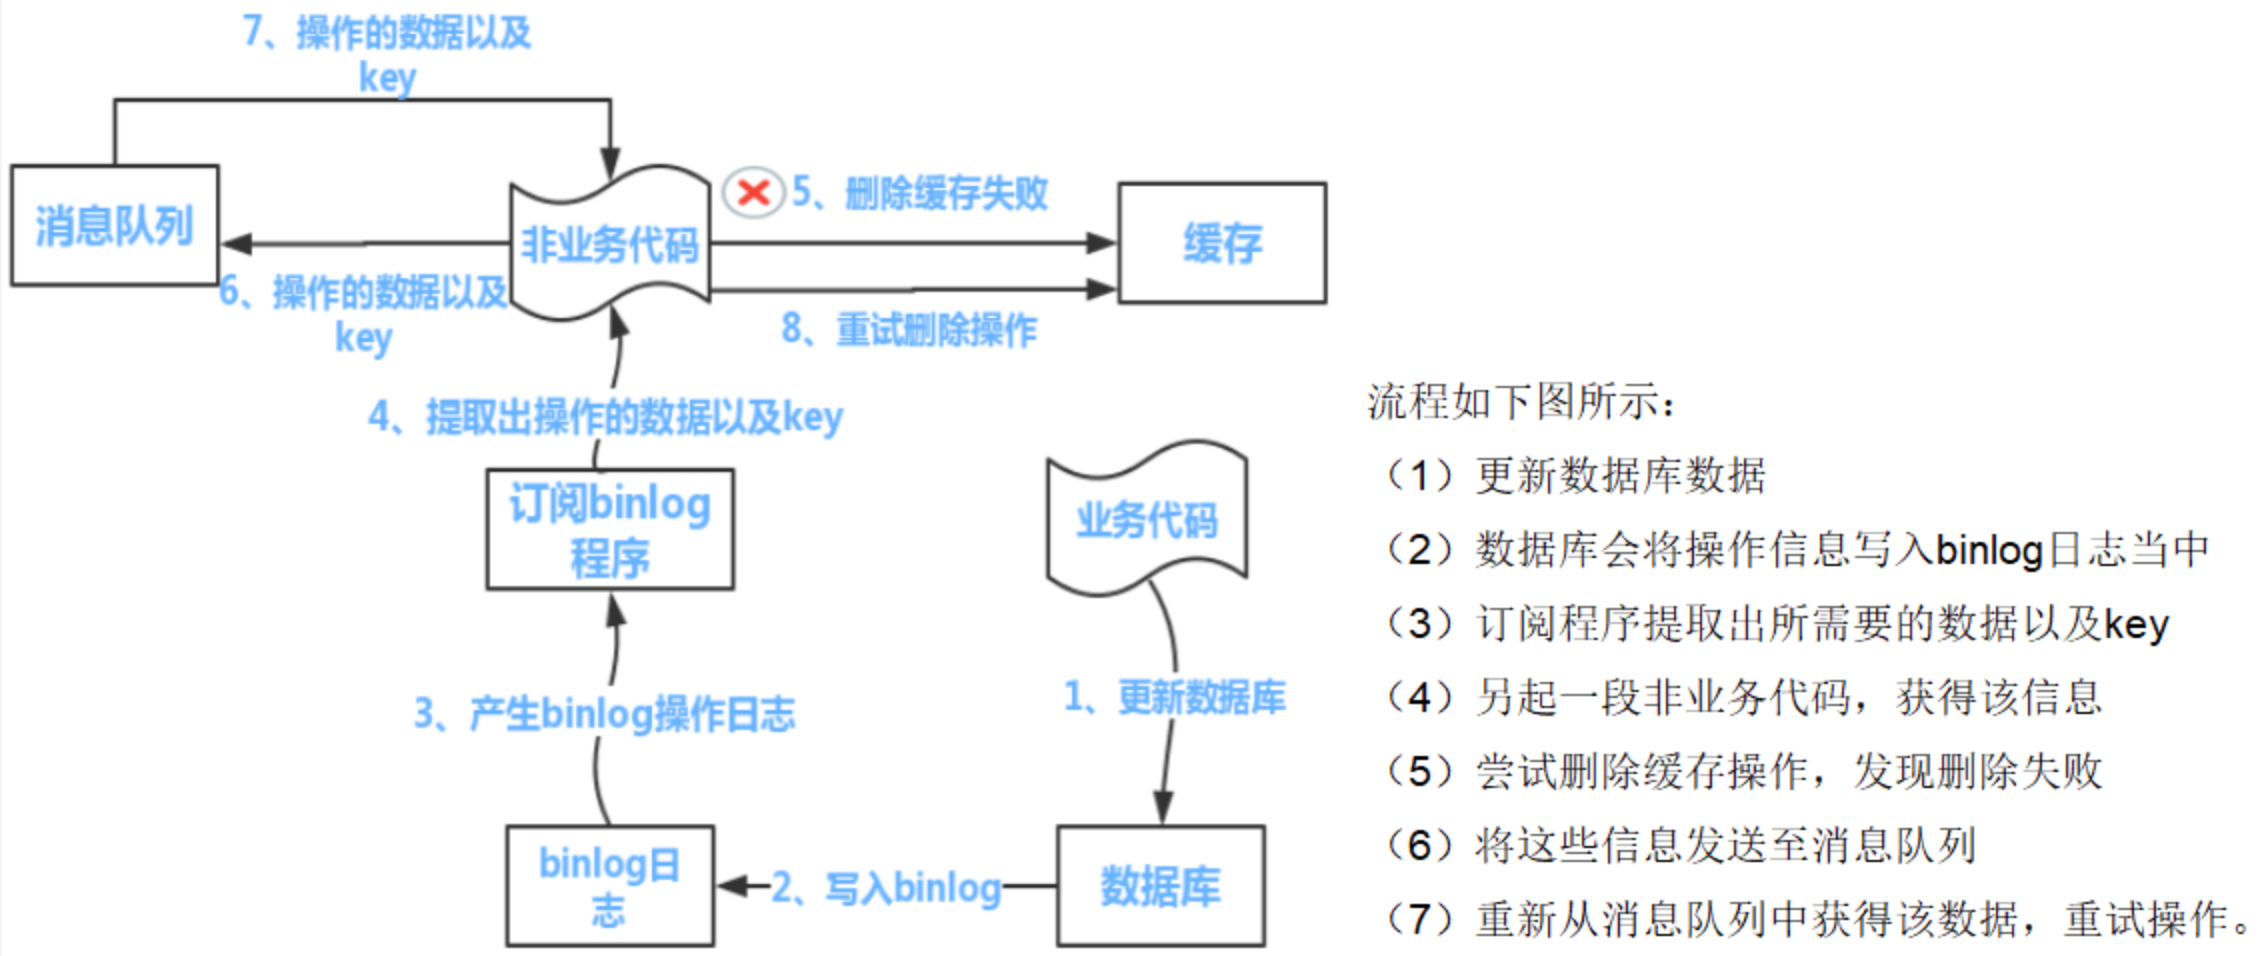 7、操作的数据以及
key
消息队列
非业务代码
5、删除缓存失败
缓存
6、操作的数据以及
key
8、重试删除操作
4、提取出操作的数据以及key
订阅binlog
程序
业务代码
3、产生binlog操作日志
1、更新数据库
binlog日
志
2、写入binlog
数据库
流程如下图所示：
（1）更新数据库数据
（2）数据库会将操作信息写入binlog日志当中
（3）订阅程序提取出所需要的数据以及key
（4）另起一段非业务代码，获得该信息
（5）尝试删除缓存操作，发现删除失败
（6）将这些信息发送至消息队列
（7）重新从消息队列中获得该数据，重试操作。